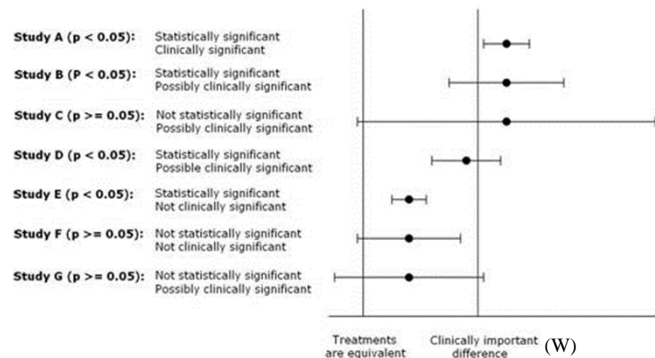 Study A (p < 0.05): Statistically significant
Clinically significant
Study B (P < 0.05): Statistically significant
Possibly clinically significant
Study C (p >= 0.05): Not statistically significant
Possibly clinically significant
Study D (p < 0.05): Statistically significant
Possible clinically significant
Study E (p < 0.05): Statistically significant
Not clinically significant
Study F (p >= 0.05): Not statistically significant
Not clinically significant
Study G (p >= 0.05): Not statistically significant
Possibly clinically significant
Treatments are equivalent
Clinically important difference
(W)